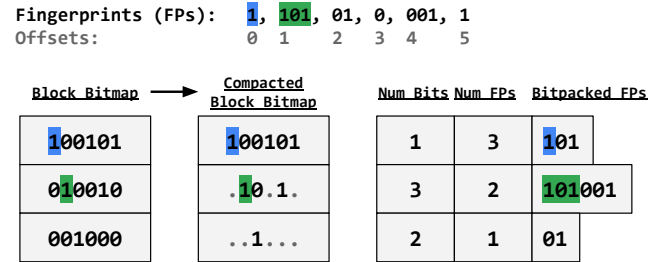 Fingerprints (FPs): 1, 101, 01, 0, 001, 1
Offsets: 0 1 2 3 4 5
Block Bitmap
Compacted Block Bitmap
Num Bits Num FPs Bitpacked FPs
100101 100101 1 3 101
010010 .10.1. 3 2 101001
001000 ..1... 2 1 01